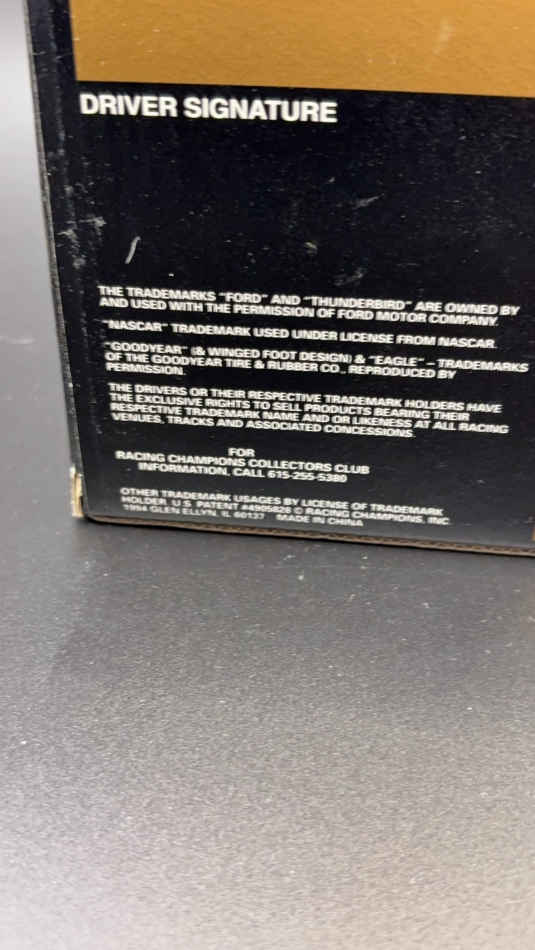 DRIVER SIGNATURE
THE TRADEMARKS "FORD" AND "THUNDERBIRD" ARE OWNED BY
AND USED WITH THE PERMISSION OF FORD MOTOR COMPANY.
"NASCAR" TRADEMARK USED UNDER LICENSE FROM NASCAR.
"GOODYEAR" (& WINGED FOOT DESIGN) & "EAGLE" – TRADEMARKS
OF THE GOODYEAR TIRE & RUBBER CO., REPRODUCED BY
PERMISSION.
THE DRIVERS OR THEIR RESPECTIVE TRADEMARK HOLDERS HAVE
THE EXCLUSIVE RIGHTS TO SELL PRODUCTS BEARING THEIR
RESPECTIVE TRADEMARK NAME AND OR LIKENESS AT ALL RACING
VENUES, TRACKS AND ASSOCIATED CONCESSIONS.
FOR
RACING CHAMPIONS COLLECTORS CLUB
INFORMATION, CALL 615-255-5380
OTHER TRADEMARK USAGES BY LICENSE OF TRADEMARK
HOLDER. U.S. PATENT #4905828 © RACING CHAMPIONS, INC.
1994 GLEN ELLYN, IL 60137 MADE IN CHINA